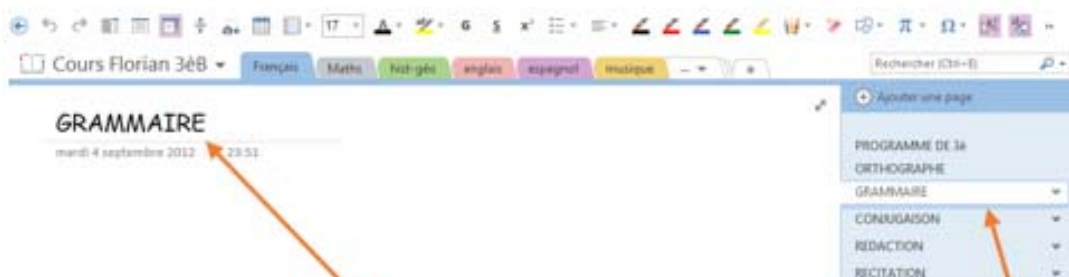 17 A G S x² π Ω
Cours Florian 3èB Français Maths hist-géo anglais espagnol musique Rechercher (Ctrl+E)
Ajouter une page
GRAMMAIRE
mardi 4 septembre 2012 23:51
PROGRAMME DE 3è
ORTHOGRAPHE
GRAMMAIRE
CONJUGAISON
REDACTION
RECITATION